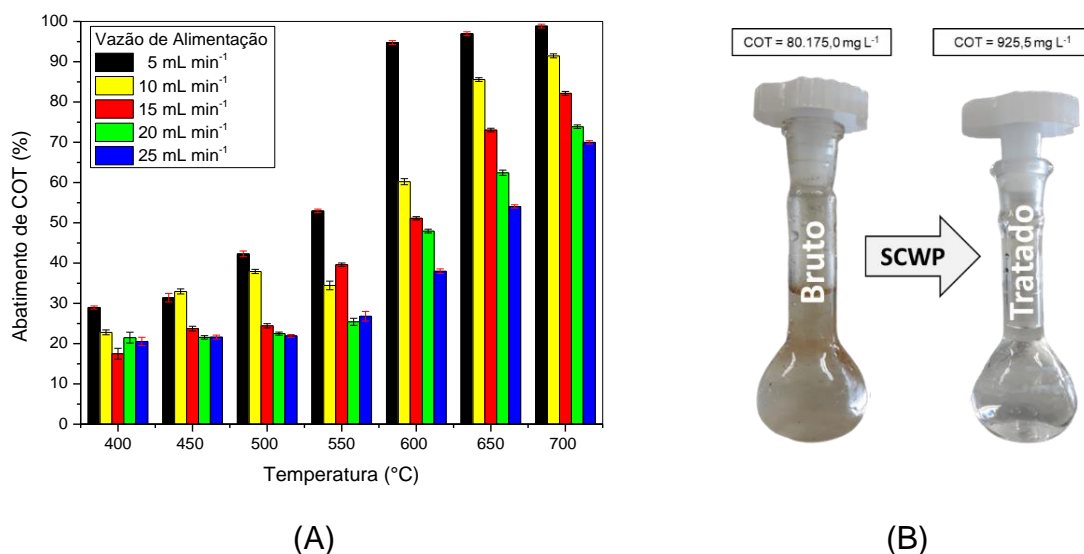 Abatimento de COT (%)
100
90
80
70
60
50
40
30
20
10
0
Vazão de Alimentação
5 mL min⁻¹
10 mL min⁻¹
15 mL min⁻¹
20 mL min⁻¹
25 mL min⁻¹
400 450 500 550 600 650 700
Temperatura (°C)
(A)
COT = 80.175,0 mg L⁻¹
COT = 925,5 mg L⁻¹
Bruto
SCWP
Tratado
(B)